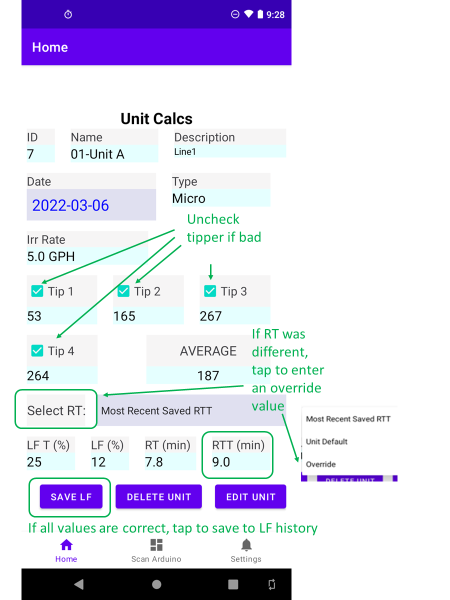 9:28
Home
Unit Calcs
ID Name Description
7 01-Unit A Line1
Date Type
2022-03-06 Micro
Uncheck
tipper if bad
Irr Rate
5.0 GPH
Tip 1 Tip 2 Tip 3
53 165 267
Tip 4 AVERAGE
264 187
If RT was
different,
tap to enter
an override
value
Select RT: Most Recent Saved RTT
Most Recent Saved RTT
Unit Default
Override
DELETE UNIT
LF T (%) LF (%) RT (min) RTT (min)
25 12 7.8 9.0
SAVE LF DELETE UNIT EDIT UNIT
If all values are correct, tap to save to LF history
Home Scan Arduino Settings